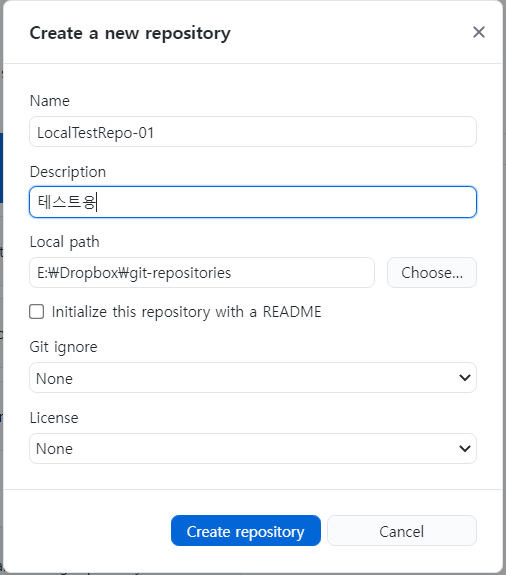 Create a new repository
Name
LocalTestRepo-01
Description
테스트용
Local path
E:₩Dropbox₩git-repositories
Choose...
Initialize this repository with a README
Git ignore
None
License
None
Create repository
Cancel